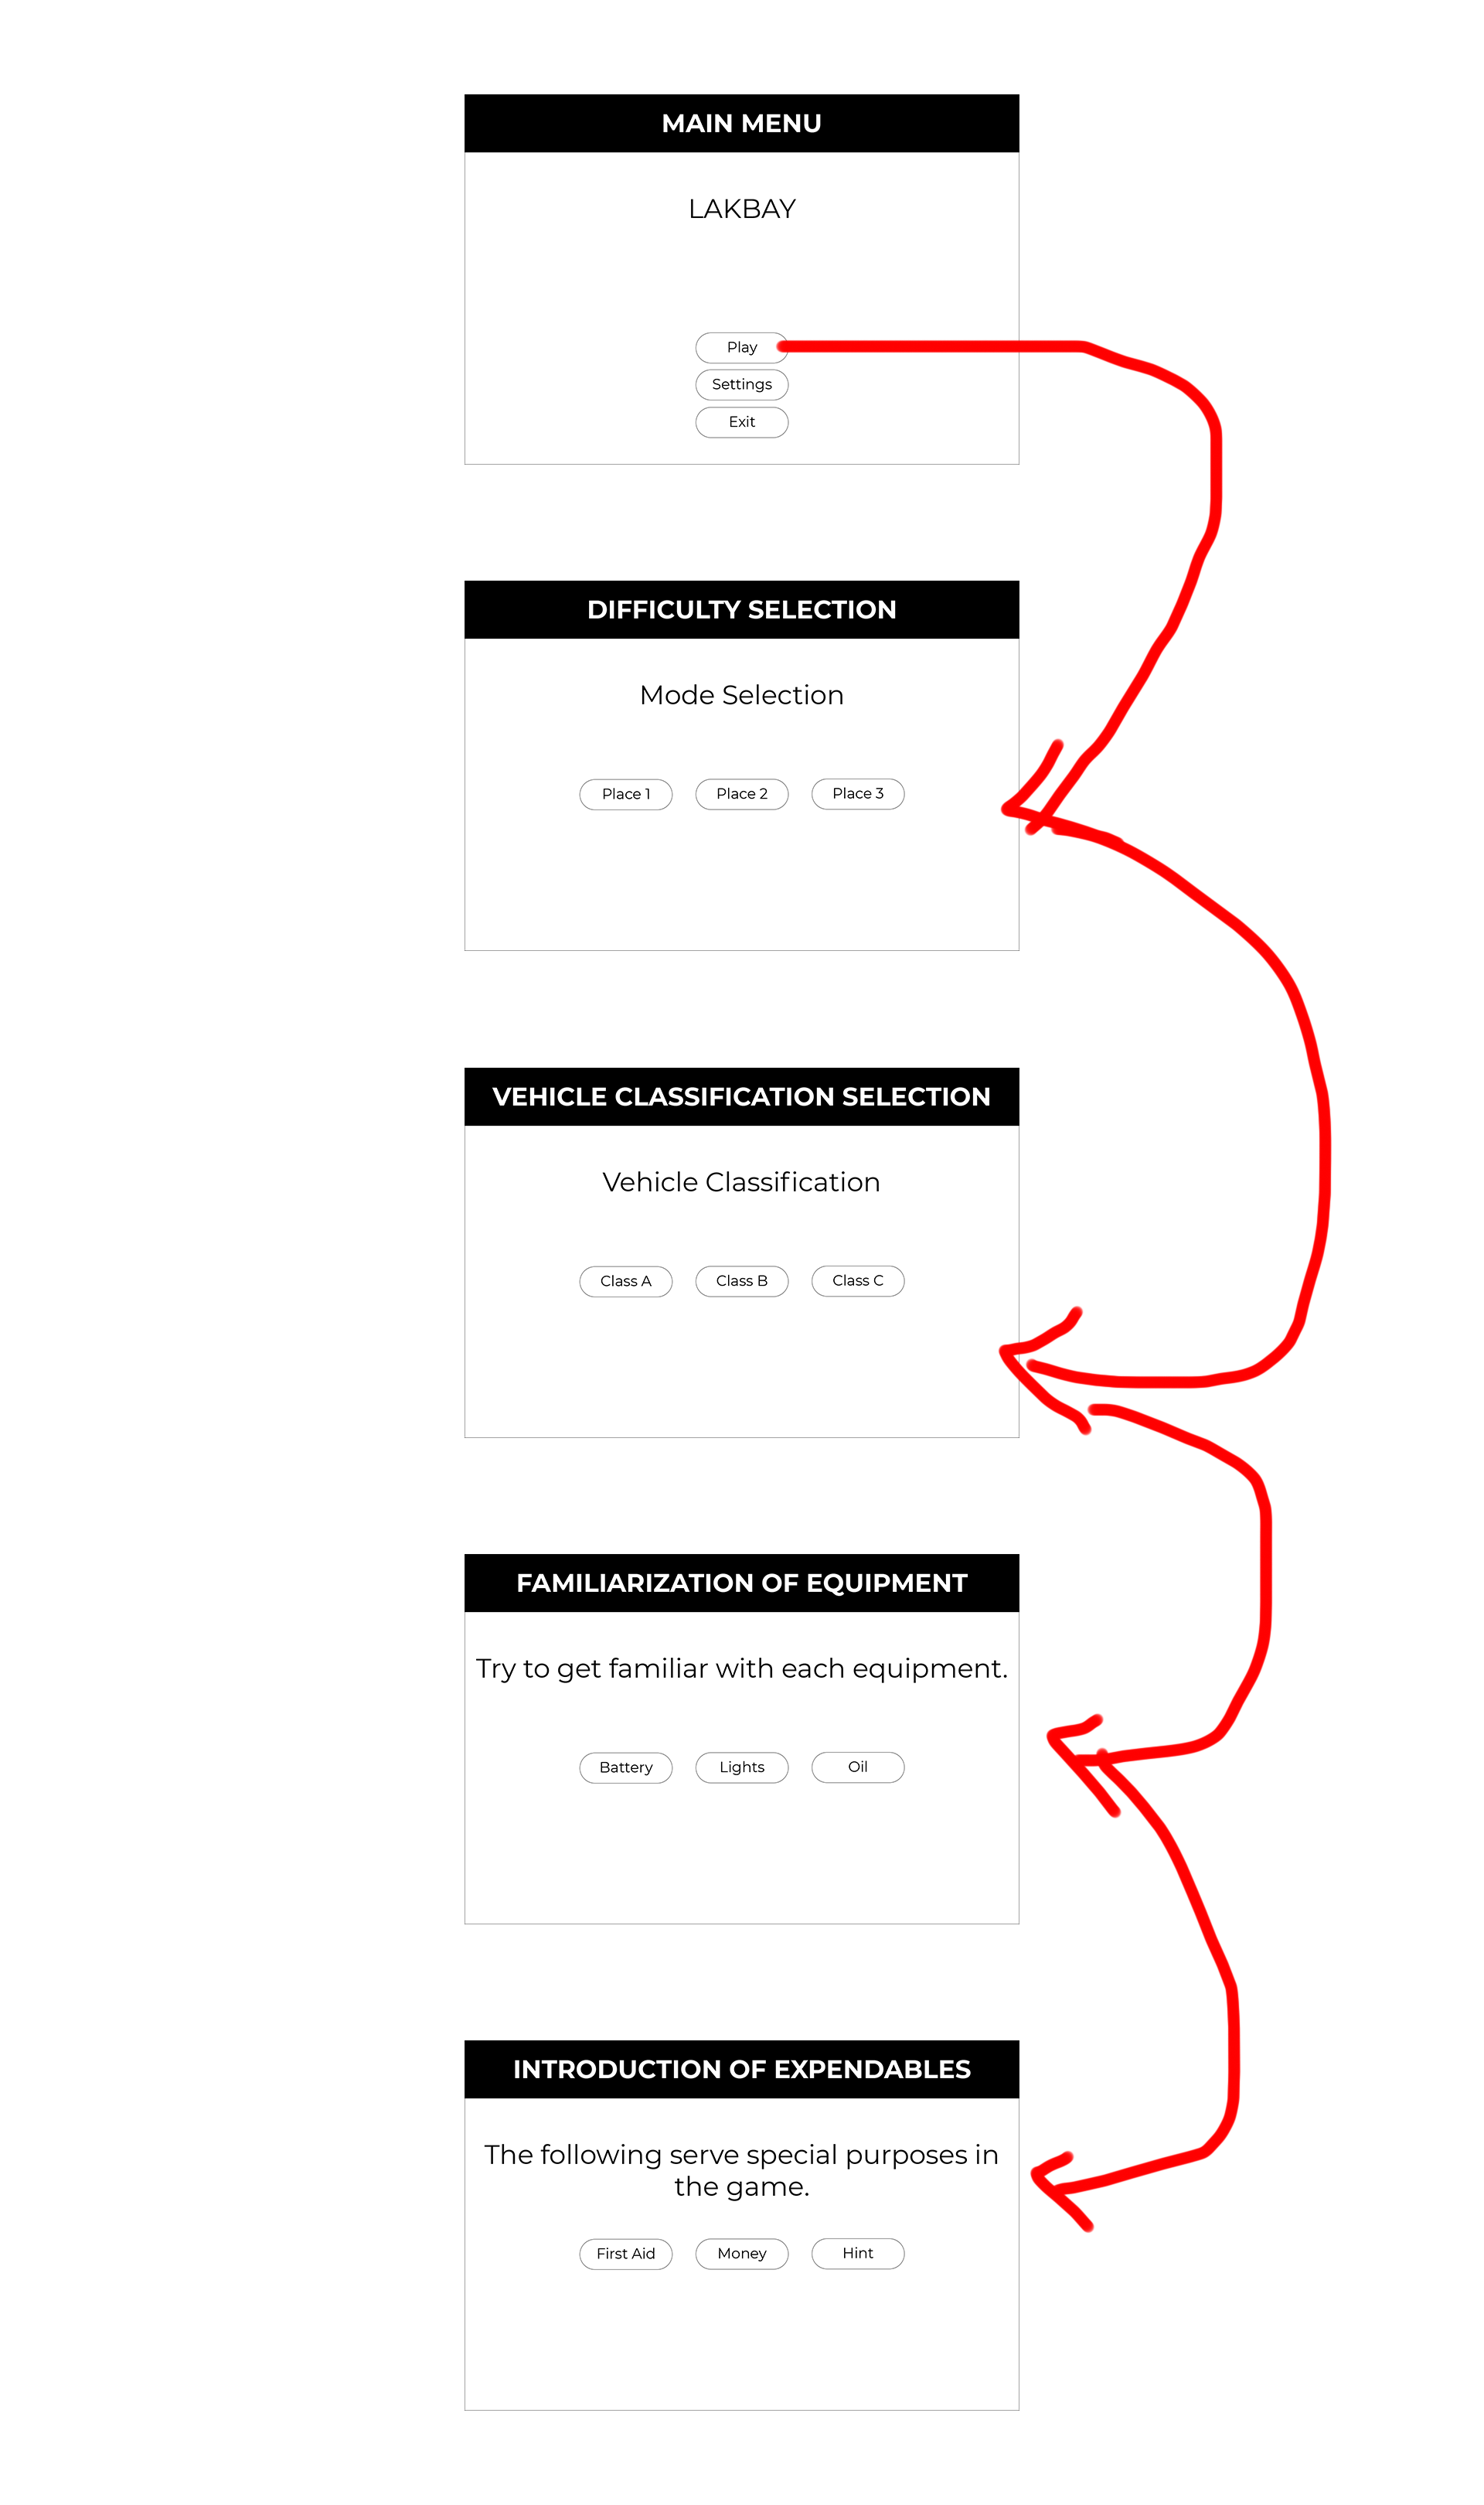 MAIN MENU
LAKBAY
Play
Settings
Exit
DIFFICULTY SELECTION
Mode Selection
Place 1 Place 2 Place 3
VEHICLE CLASSIFICATION SELECTION
Vehicle Classification
Class A Class B Class C
FAMILIARIZATION OF EQUIPMENT
Try to get familiar with each equipment.
Battery Lights Oil
INTRODUCTION OF EXPENDABLES
The following serve special purposes in
the game.
First Aid Money Hint